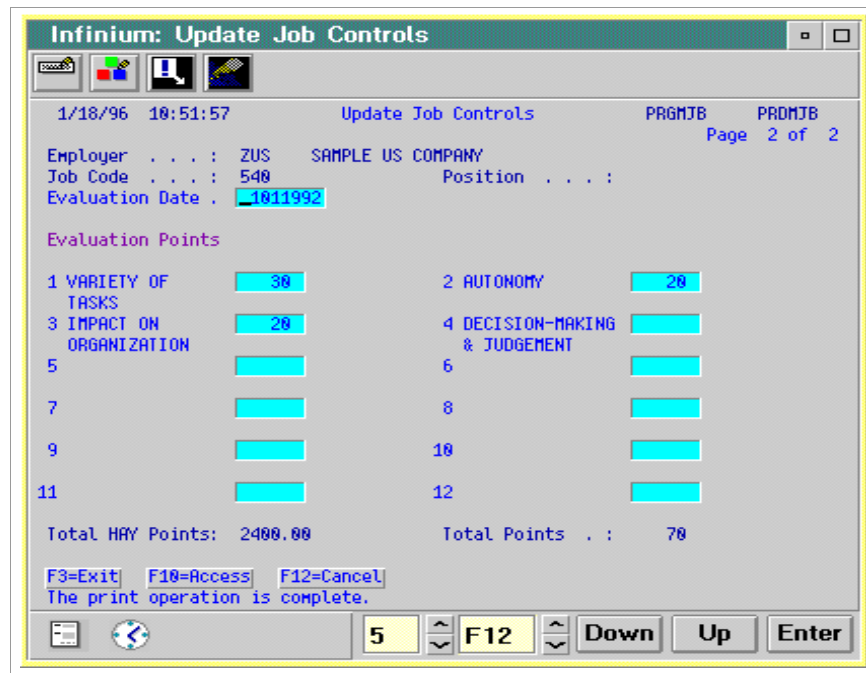 Infinium: Update Job Controls
1/18/96 10:51:57 Update Job Controls PRGMJB PRDMJB
Page 2 of 2
Employer . . . : ZUS SAMPLE US COMPANY
Job Code . . . : 540 Position . . . :
Evaluation Date . _1011992
Evaluation Points
1 VARIETY OF TASKS 30 2 AUTONOMY 20
3 IMPACT ON ORGANIZATION 20 4 DECISION-MAKING & JUDGEMENT
5 6
7 8
9 10
11 12
Total HAY Points: 2400.00 Total Points . : 70
F3=Exit F10=Access F12=Cancel
The print operation is complete.
5 F12 Down Up Enter